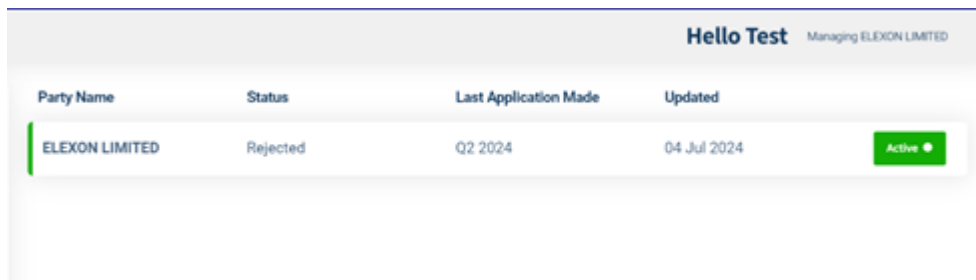 Hello Test Managing ELEXON LIMITED
Party Name Status Last Application Made Updated
ELEXON LIMITED Rejected Q2 2024 04 Jul 2024 Active